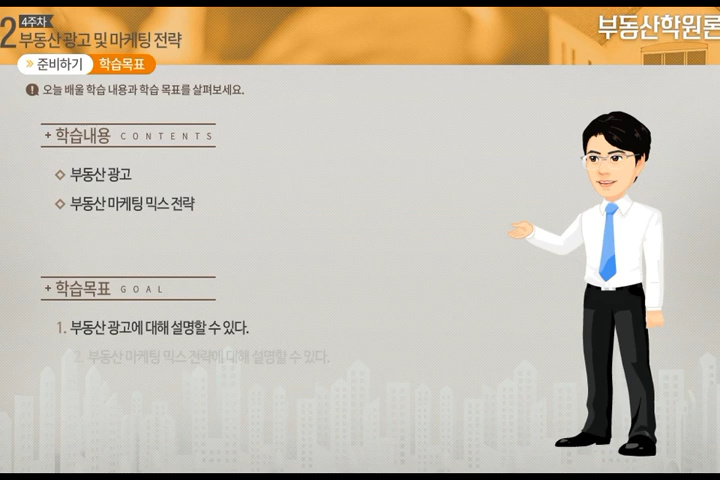 4주차
2 부동산 광고 및 마케팅 전략
부동산학원론
» 준비하기 학습목표
! 오늘 배울 학습 내용과 학습 목표를 살펴보세요.
+ 학습내용 CONTENTS
◇ 부동산 광고
◇ 부동산 마케팅 믹스 전략
+ 학습목표 GOAL
1. 부동산 광고에 대해 설명할 수 있다.
2. 부동산 마케팅 믹스 전략에 대해 설명할 수 있다.